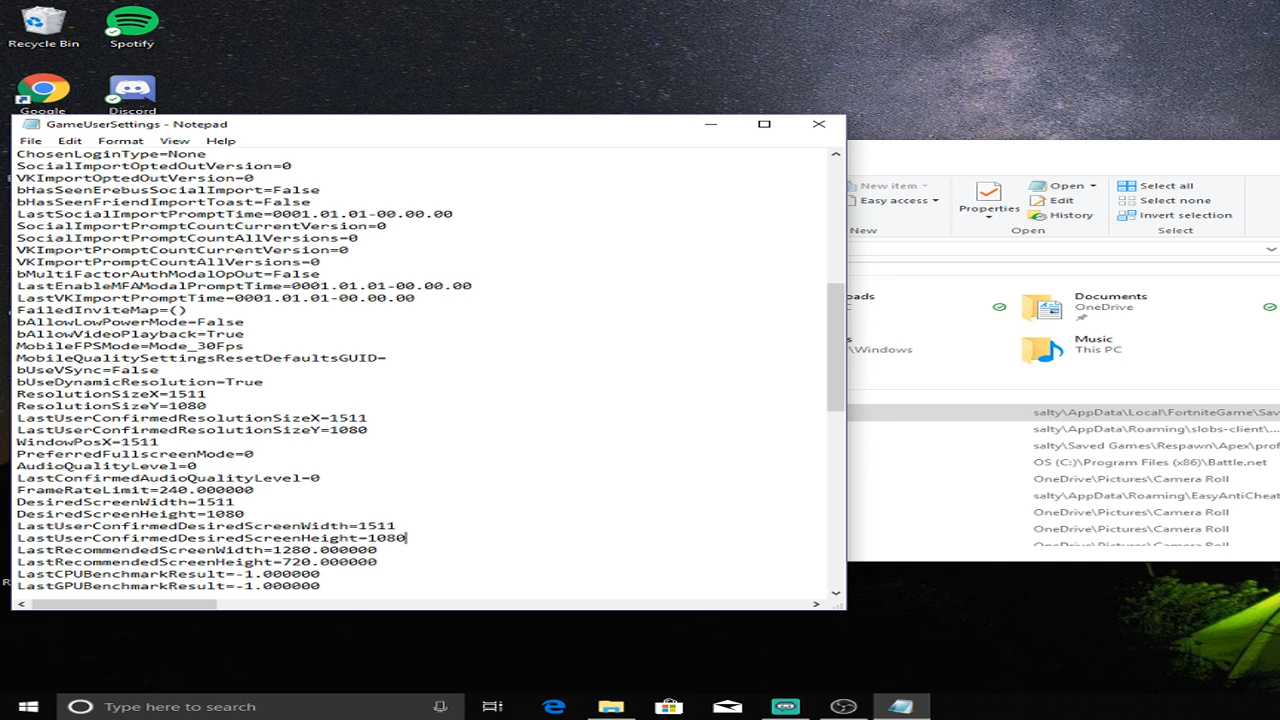 Recycle Bin
Spotify
Google
Discord
GameUserSettings - Notepad
File Edit Format View Help
ChosenLoginType=None
SocialImportOptedOutVersion=0
VKImportOptedOutVersion=0
bHasSeenErebusSocialImport=False
bHasSeenFriendImportToast=False
LastSocialImportPromptTime=0001.01.01-00.00.00
SocialImportPromptCountCurrentVersion=0
SocialImportPromptCountAllVersions=0
VKImportPromptCountCurrentVersion=0
VKImportPromptCountAllVersions=0
bMultiFactorAuthModalOpOut=False
LastEnableMFAModalPromptTime=0001.01.01-00.00.00
LastVKImportPromptTime=0001.01.01-00.00.00
FailedInviteMap=()
bAllowLowPowerMode=False
bAllowVideoPlayback=True
MobileFPSMode=Mode_30Fps
MobileQualitySettingsResetDefaultsGUID=
bUseVSync=False
bUseDynamicResolution=True
ResolutionSizeX=1511
ResolutionSizeY=1080
LastUserConfirmedResolutionSizeX=1511
LastUserConfirmedResolutionSizeY=1080
WindowPosX=1511
PreferredFullscreenMode=0
AudioQualityLevel=0
LastConfirmedAudioQualityLevel=0
FrameRateLimit=240.000000
DesiredScreenWidth=1511
DesiredScreenHeight=1080
LastUserConfirmedDesiredScreenWidth=1511
LastUserConfirmedDesiredScreenHeight=1080
LastRecommendedScreenWidth=1280.000000
LastRecommendedScreenHeight=720.000000
LastCPUBenchmarkResult=-1.000000
LastGPUBenchmarkResult=-1.000000
New item
Easy access
New
Properties
Open
Edit
History
Open
Select all
Select none
Invert selection
Select
oads
\Windows
Documents
OneDrive
Music
This PC
salty\AppData\Local\FortniteGame\Sav
salty\AppData\Roaming\slobs-client\...
salty\Saved Games\Respawn\Apex\prof
OS (C:)\Program Files (x86)\Battle.net
OneDrive\Pictures\Camera Roll
salty\AppData\Roaming\EasyAntiCheat
OneDrive\Pictures\Camera Roll
OneDrive\Pictures\Camera Roll
OneDrive\Pictures\Camera Roll
Type here to search